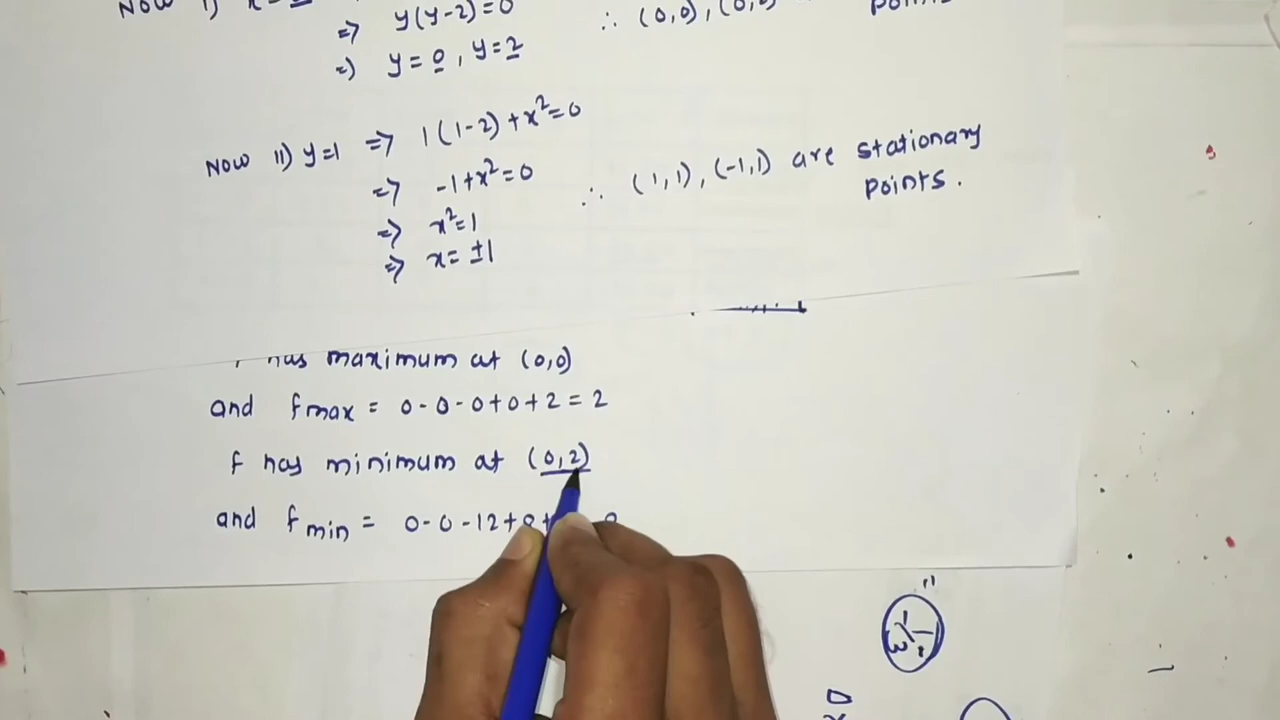 Now i)
=> y(y-2)=0 ∴ (0,0), (0,
=) y = 0, y = 2
Now ii) y=1 => 1(1-2)+x²=0
=> -1+x²=0 ∴ (1,1), (-1,1) are stationary
points.
=> x²=1
=> x= ±1
has maximum at (0,0)
and fmax = 0-0-0+0+2 = 2
f has minimum at (0,2)
and fmin = 0-0-12+